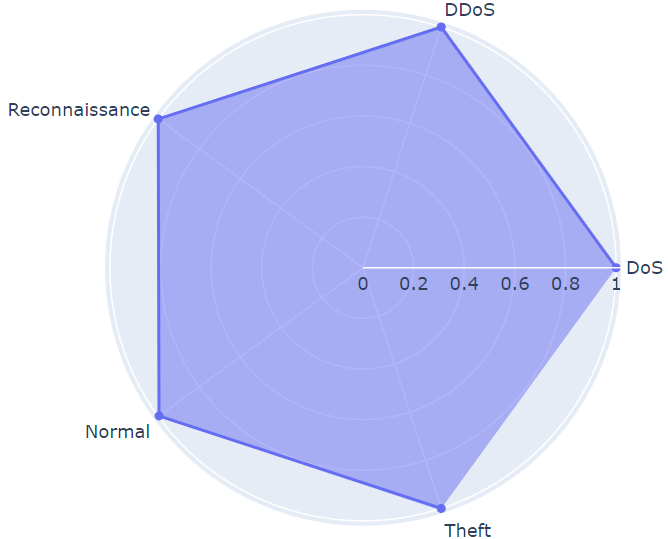 DDoS
Reconnaissance
DoS
0 0.2 0.4 0.6 0.8 1
Normal
Theft